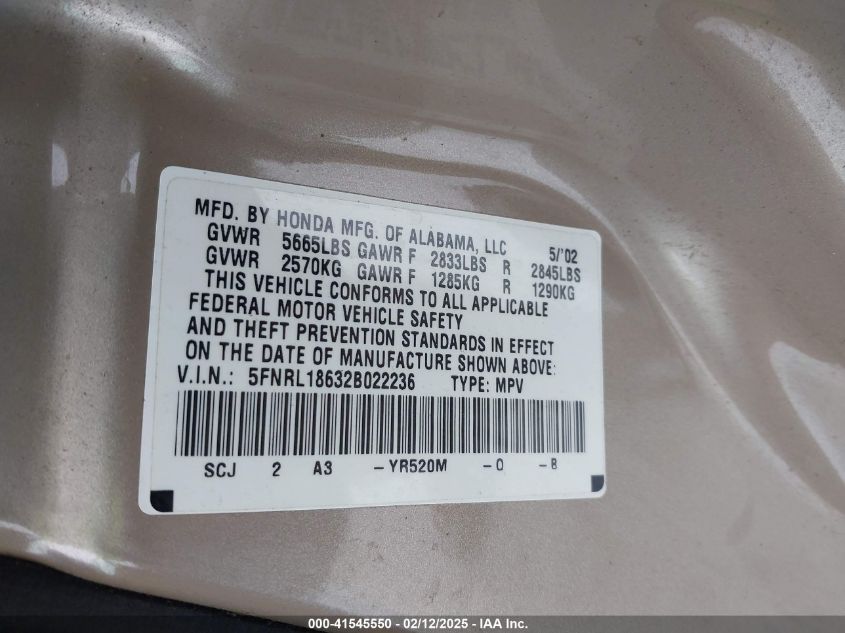 MFD. BY HONDA MFG. OF ALABAMA, LLC 5/'02
GVWR 5665LBS GAWR F 2833LBS R 2845LBS
GVWR 2570KG GAWR F 1285KG R 1290KG
THIS VEHICLE CONFORMS TO ALL APPLICABLE
FEDERAL MOTOR VEHICLE SAFETY
AND THEFT PREVENTION STANDARDS IN EFFECT
ON THE DATE OF MANUFACTURE SHOWN ABOVE:
V.I.N.: 5FNRL18632B022236 TYPE: MPV
SCJ 2 A3 -YR520M -0 -B
000-41545550 - 02/12/2025 - IAA Inc.